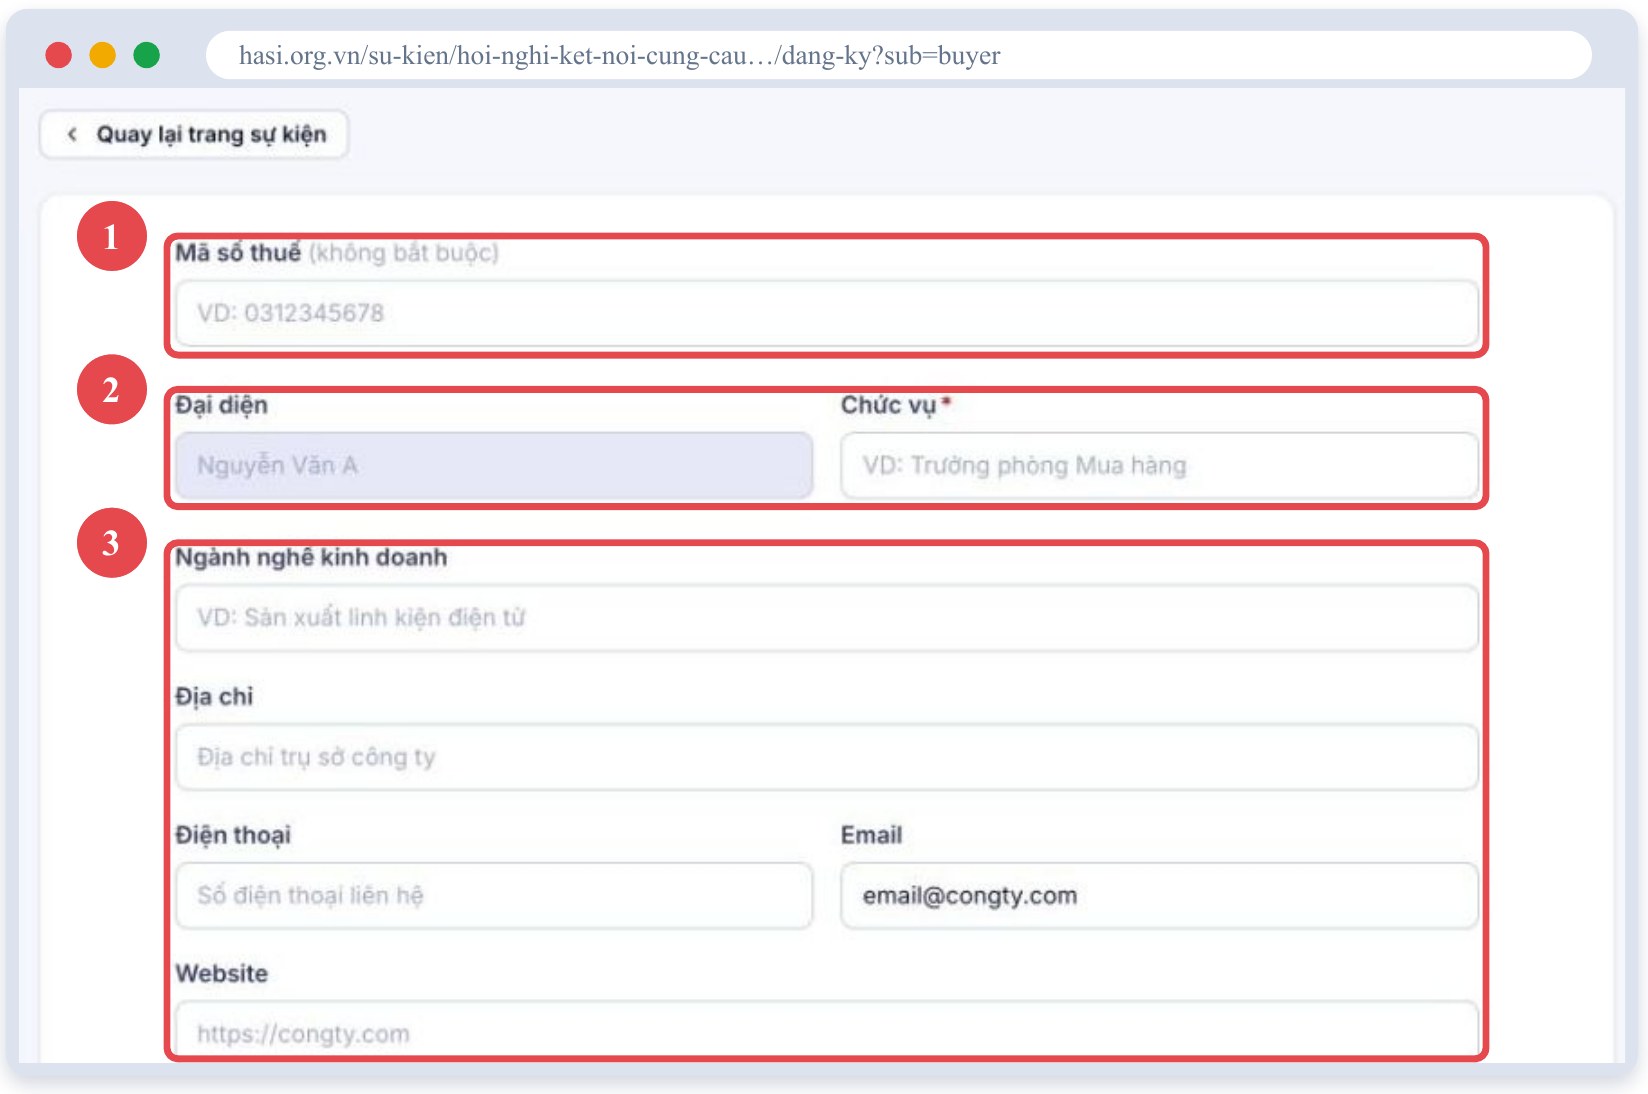 hasi.org.vn/su-kien/hoi-nghi-ket-noi-cung-cau…/dang-ky?sub=buyer
Quay lại trang sự kiện
1
Mã số thuế (không bắt buộc)
VD: 0312345678
2
Đại diện
Chức vụ *
Nguyễn Văn A
VD: Trưởng phòng Mua hàng
3
Ngành nghề kinh doanh
VD: Sản xuất linh kiện điện tử
Địa chỉ
Địa chỉ trụ sở công ty
Điện thoại
Email
Số điện thoại liên hệ
email@congty.com
Website
https://congty.com